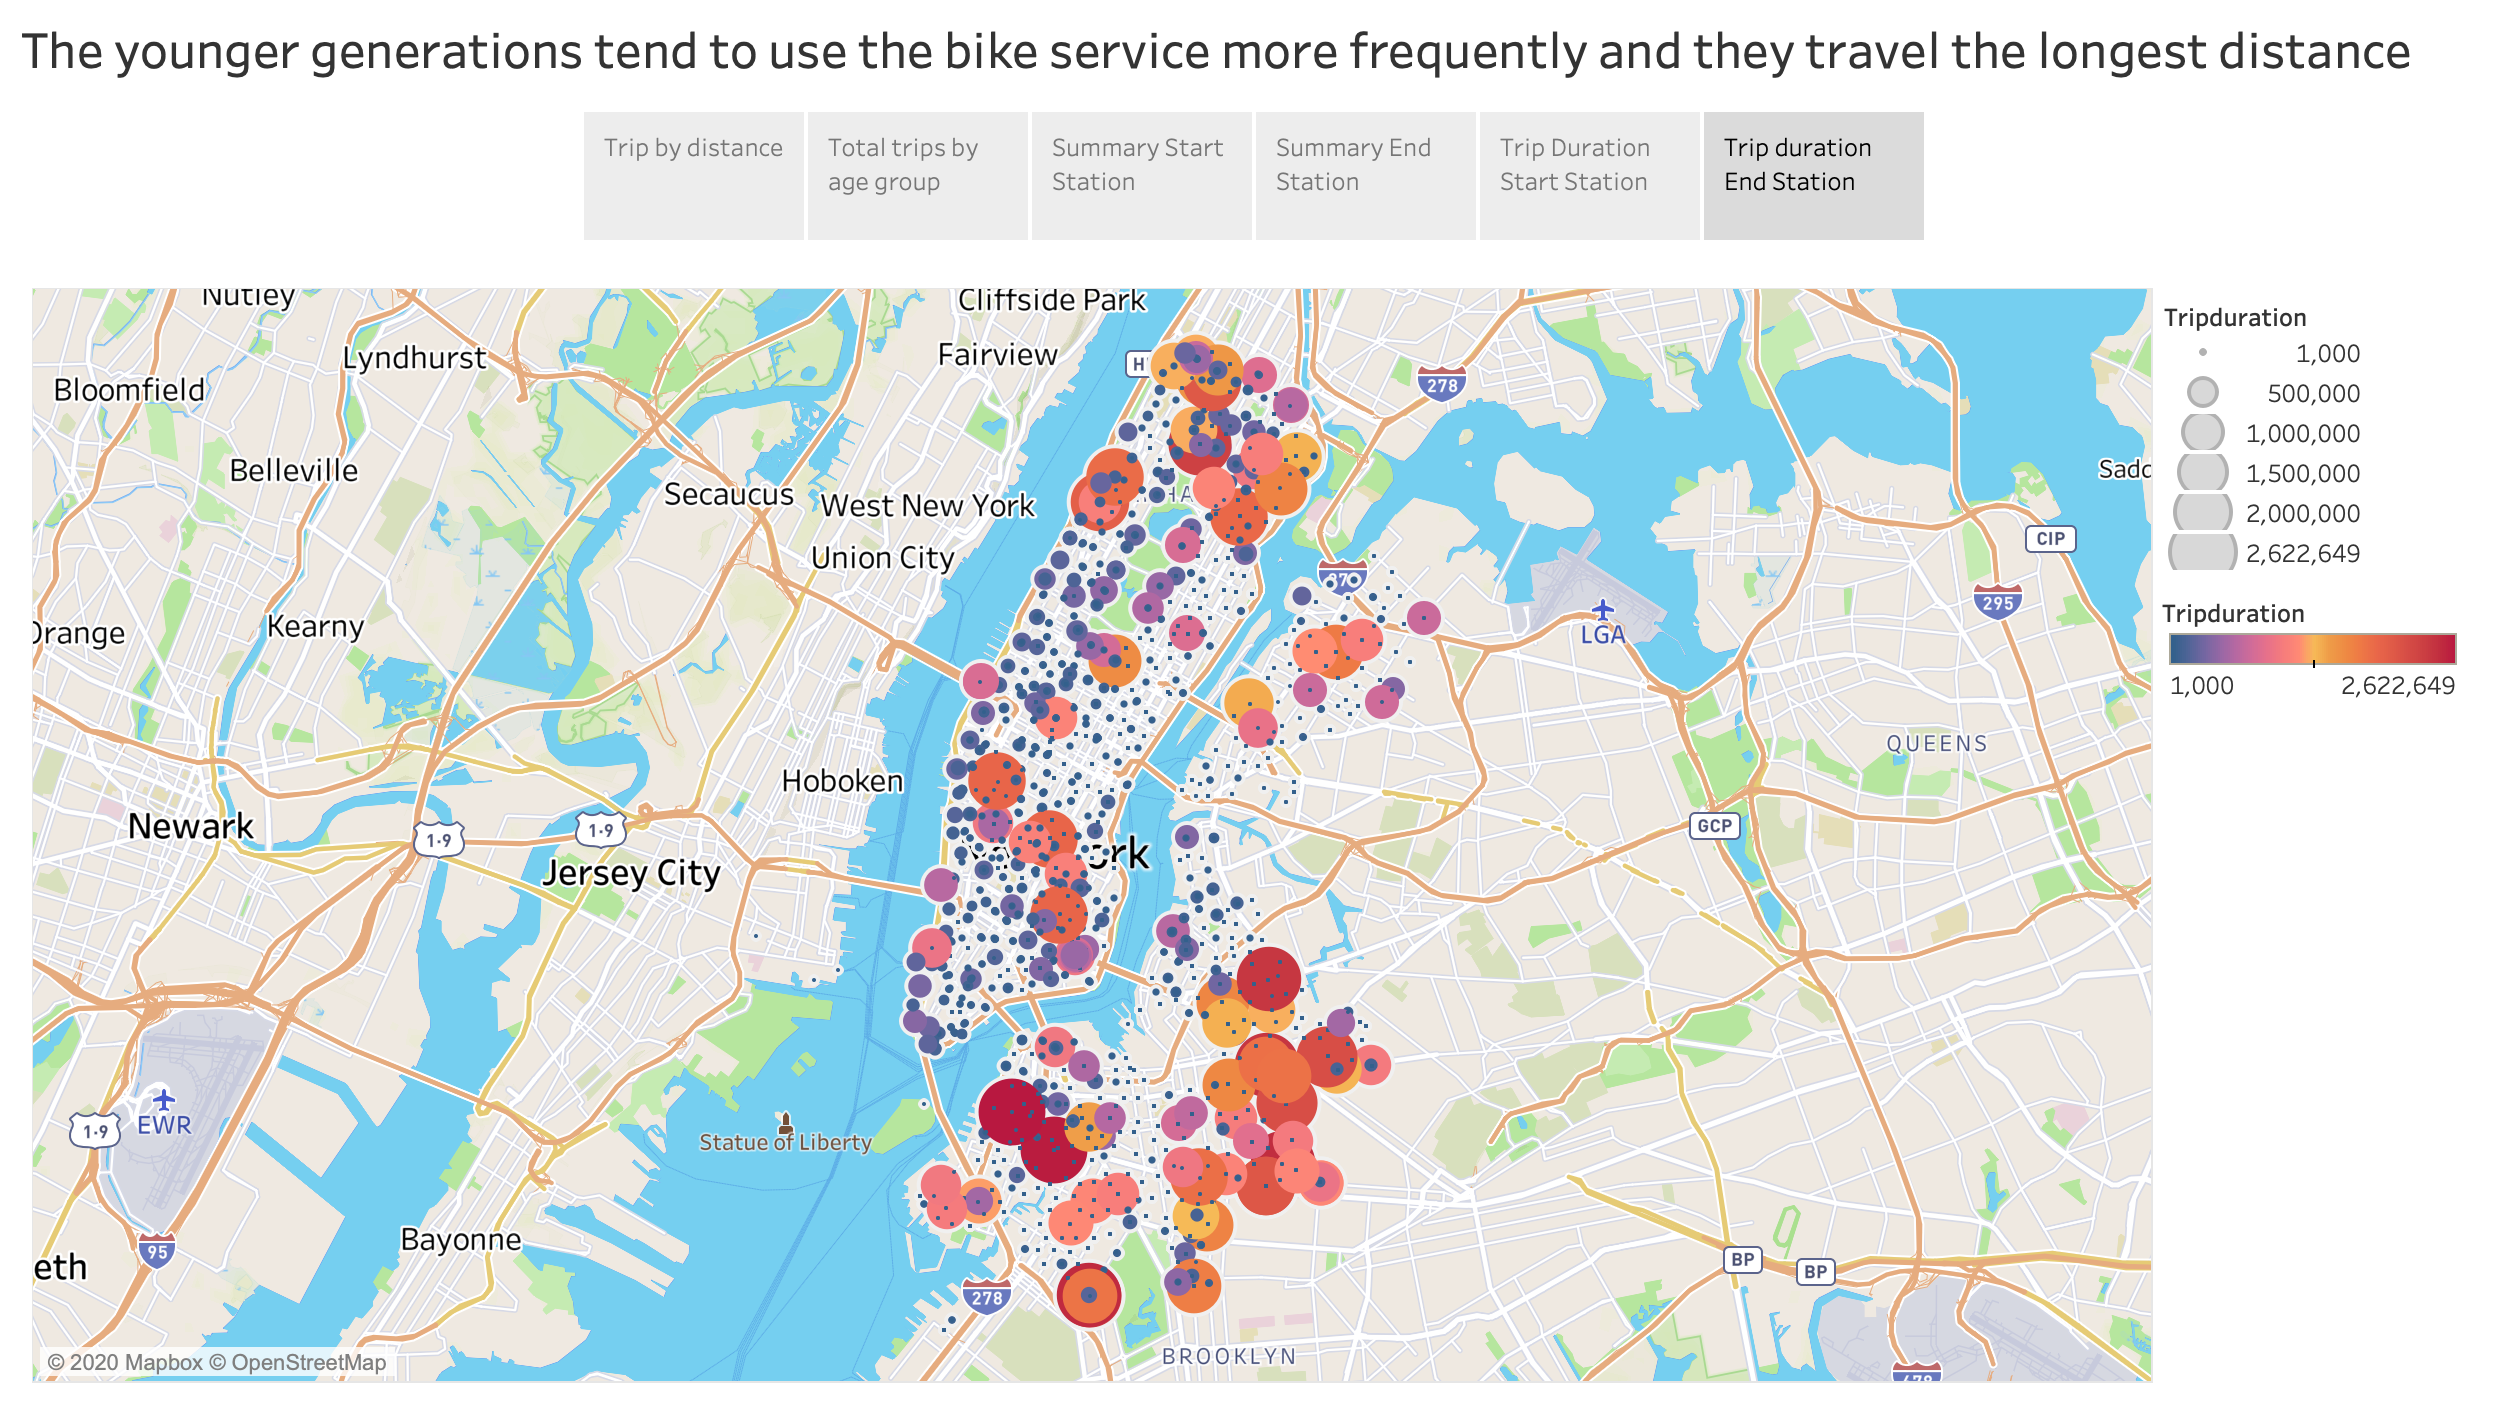 The younger generations tend to use the bike service more frequently and they travel the longest distance
Trip by distance
Total trips by
age group
Summary Start
Station
Summary End
Station
Trip Duration
Start Station
Trip duration
End Station
Nutley
Cliffside Park
Fairview
Lyndhurst
Bloomfield
H
278
Belleville
Secaucus
West New York
HA
Sadd
Union City
CIP
295
Orange
Kearny
LGA
QUEENS
Hoboken
Newark
1·9
1·9
GCP
ork
Jersey City
EWR
1·9
Statue of Liberty
Bayonne
95
eth
278
BP
BP
BROOKLYN
© 2020 Mapbox © OpenStreetMap
Tripduration
1,000
500,000
1,000,000
1,500,000
2,000,000
2,622,649
Tripduration
1,000
2,622,649